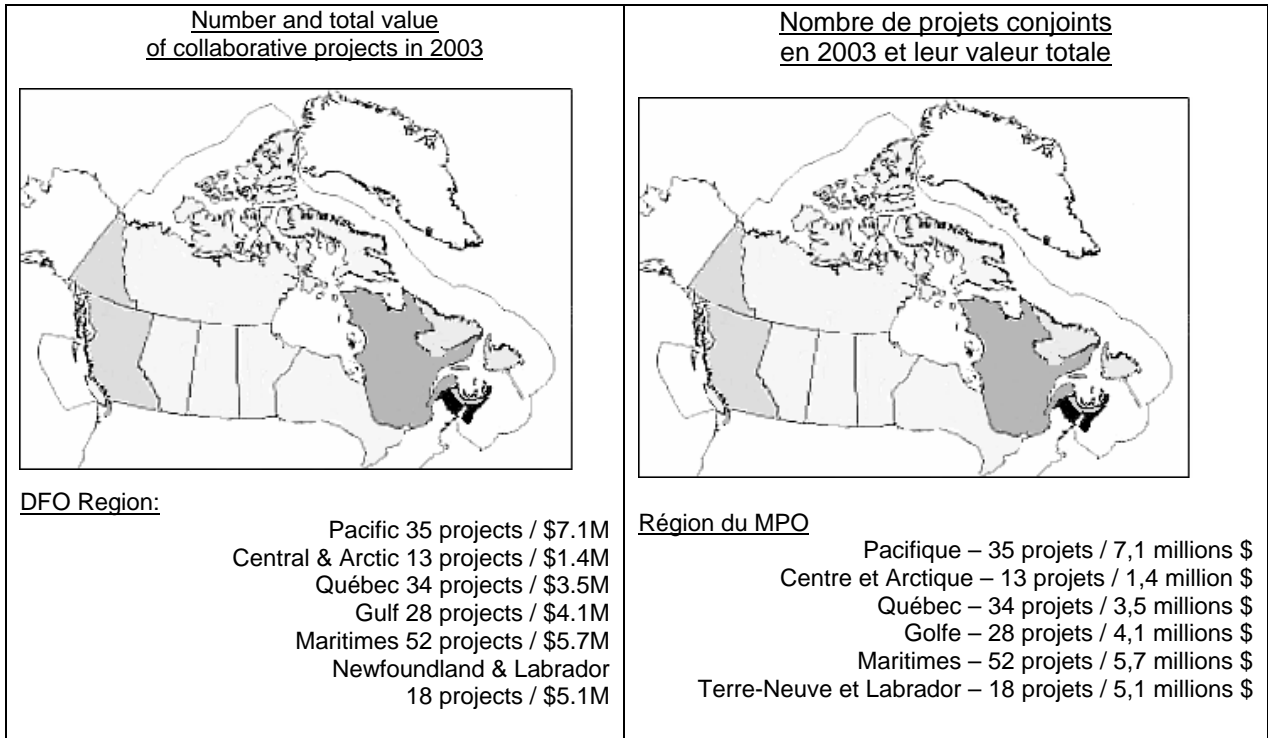 Number and total value
of collaborative projects in 2003
DFO Region:
Pacific 35 projects / $7.1M
Central & Arctic 13 projects / $1.4M
Québec 34 projects / $3.5M
Gulf 28 projects / $4.1M
Maritimes 52 projects / $5.7M
Newfoundland & Labrador
18 projects / $5.1M
Nombre de projets conjoints
en 2003 et leur valeur totale
Région du MPO
Pacifique – 35 projets / 7,1 millions $
Centre et Arctique – 13 projets / 1,4 million $
Québec – 34 projets / 3,5 millions $
Golfe – 28 projets / 4,1 millions $
Maritimes – 52 projets / 5,7 millions $
Terre-Neuve et Labrador – 18 projets / 5,1 millions $